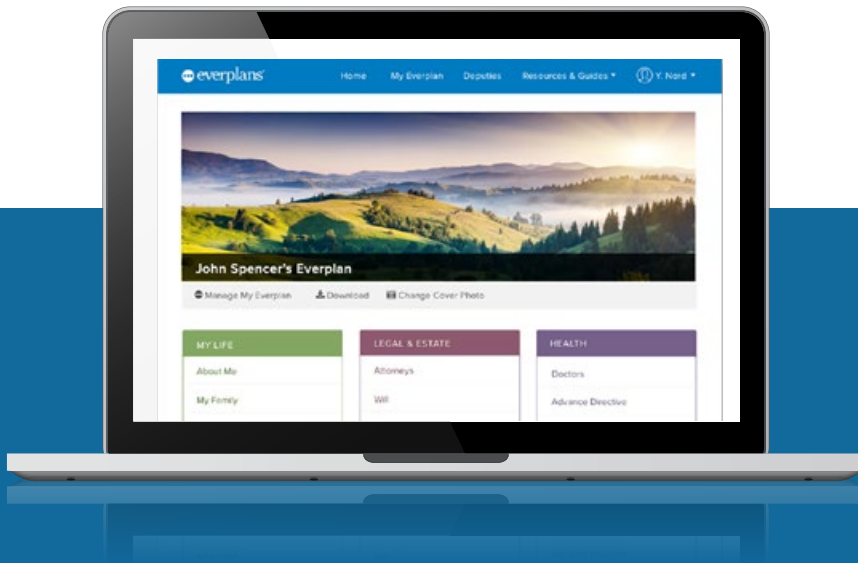 everplans
Home My Everplan Deputies Resources & Guides Y. Nord
John Spencer's Everplan
Manage My Everplan Download Change Cover Photo
MY LIFE LEGAL & ESTATE HEALTH
About Me Attorneys Doctors
My Family Will Advance Directive